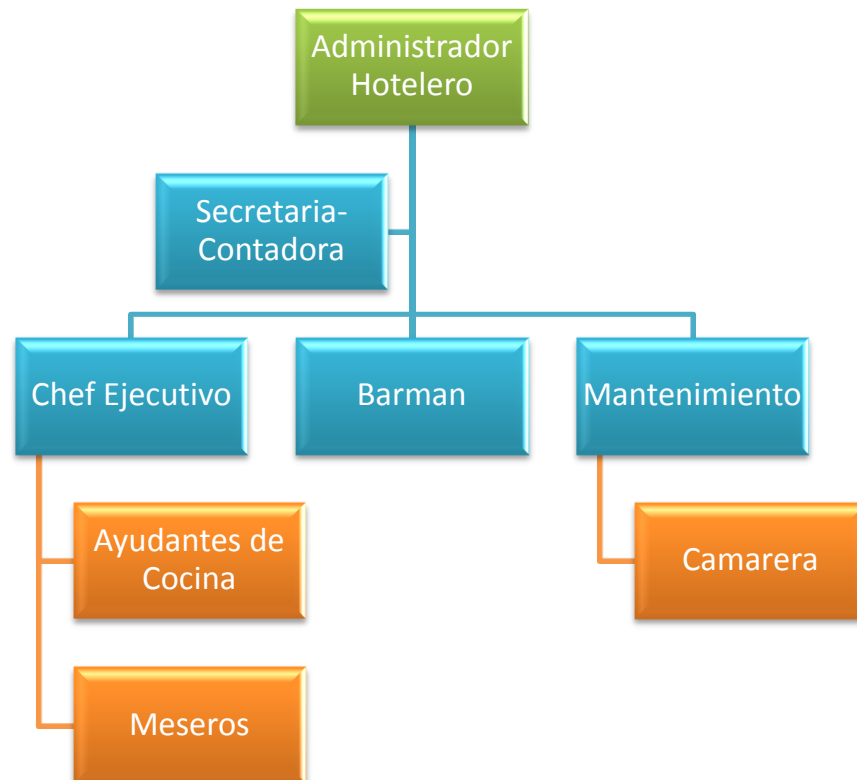 Administrador
Hotelero
Secretaria-
Contadora
Chef Ejecutivo
Barman
Mantenimiento
Ayudantes de
Cocina
Camarera
Meseros